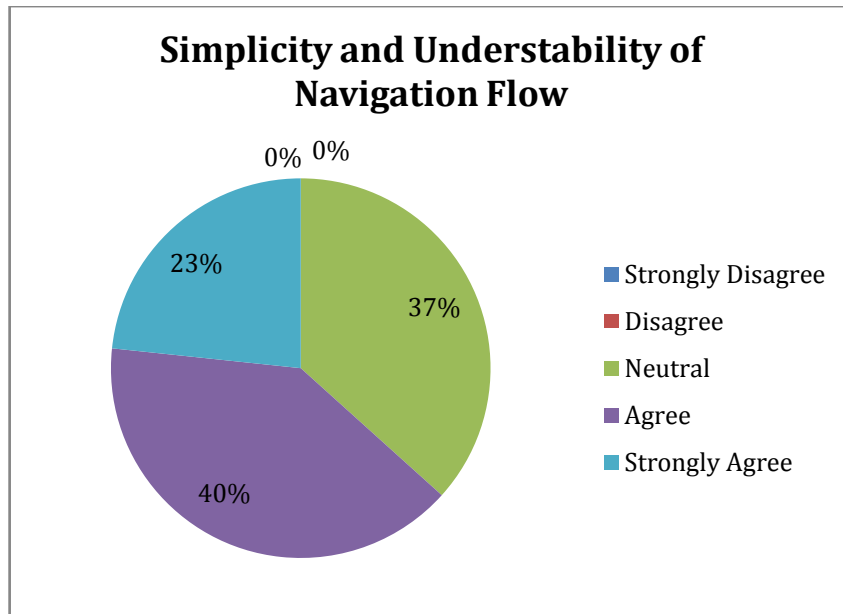 Simplicity and Understability of
Navigation Flow
0% 0%
23%
37%
40%
Strongly Disagree
Disagree
Neutral
Agree
Strongly Agree